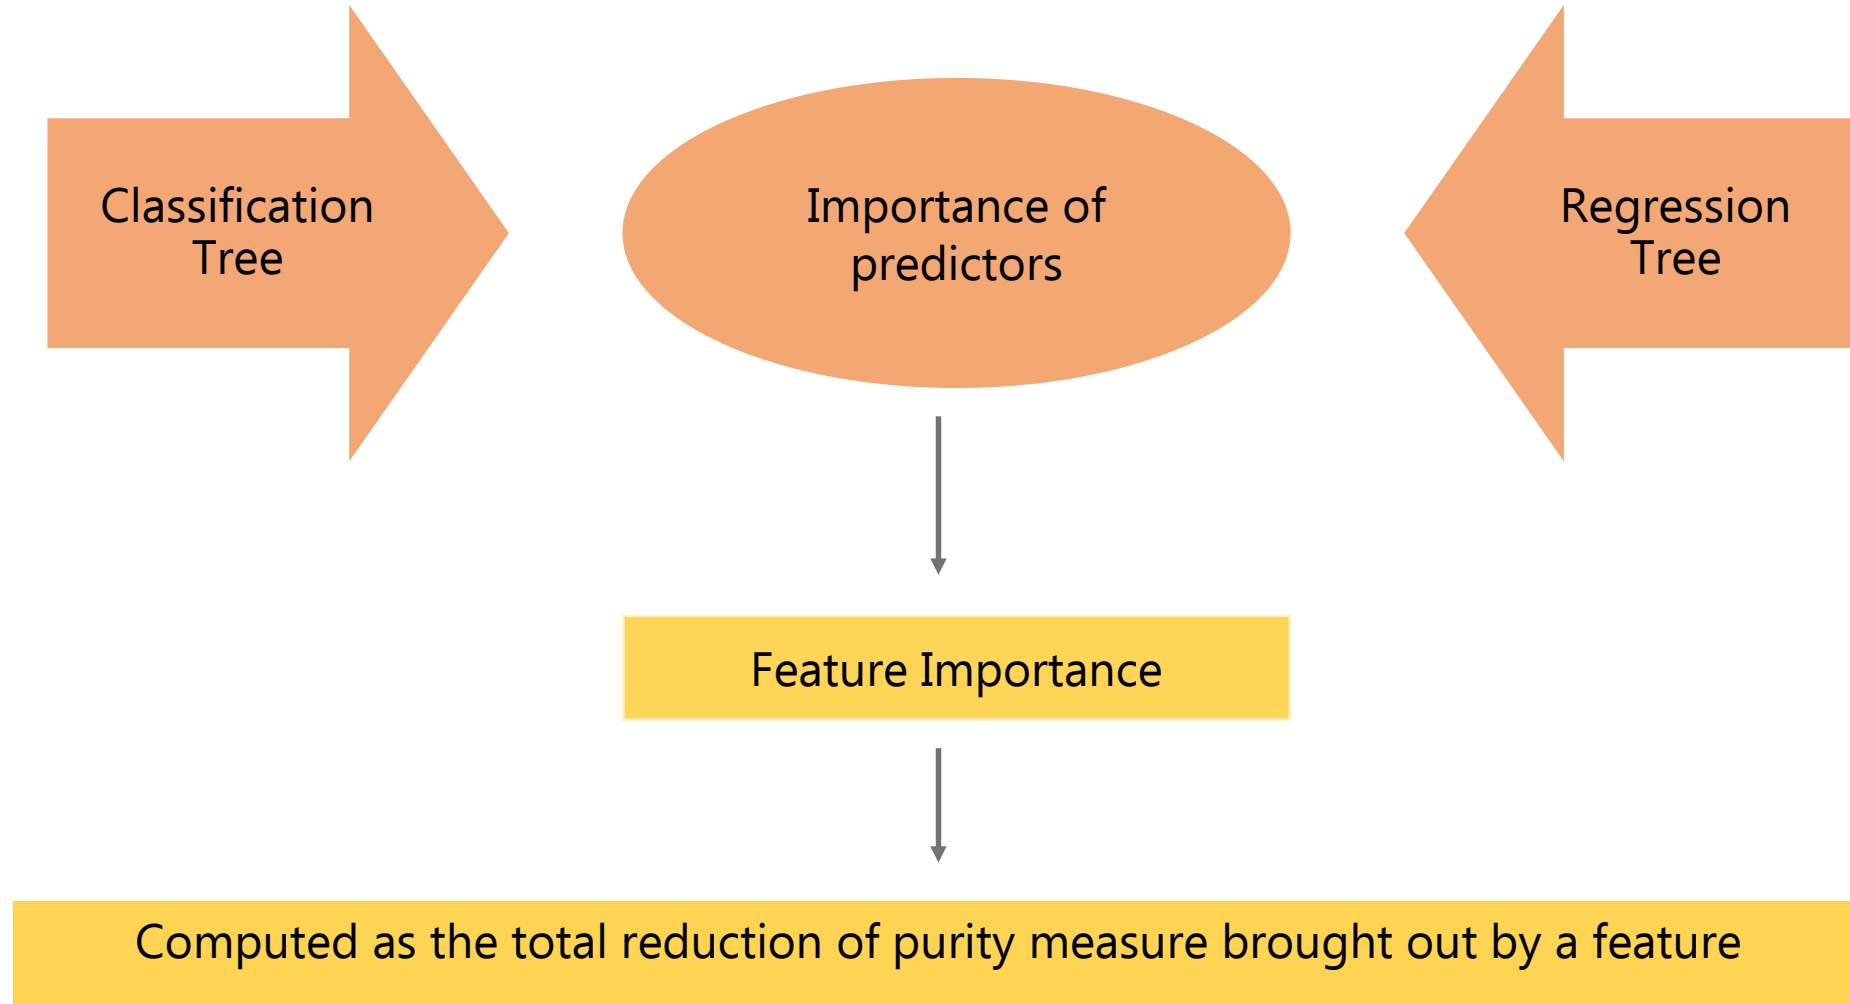 Classification
Tree
Importance of
predictors
Regression
Tree
Feature Importance
Computed as the total reduction of purity measure brought out by a feature